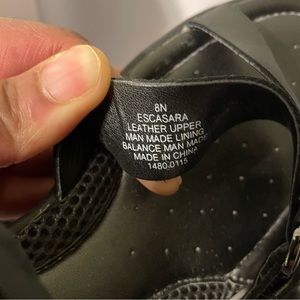 8N
ESCASARA
LEATHER UPPER
MAN MADE LINING
BALANCE MAN MADE
MADE IN CHINA
1480-0115